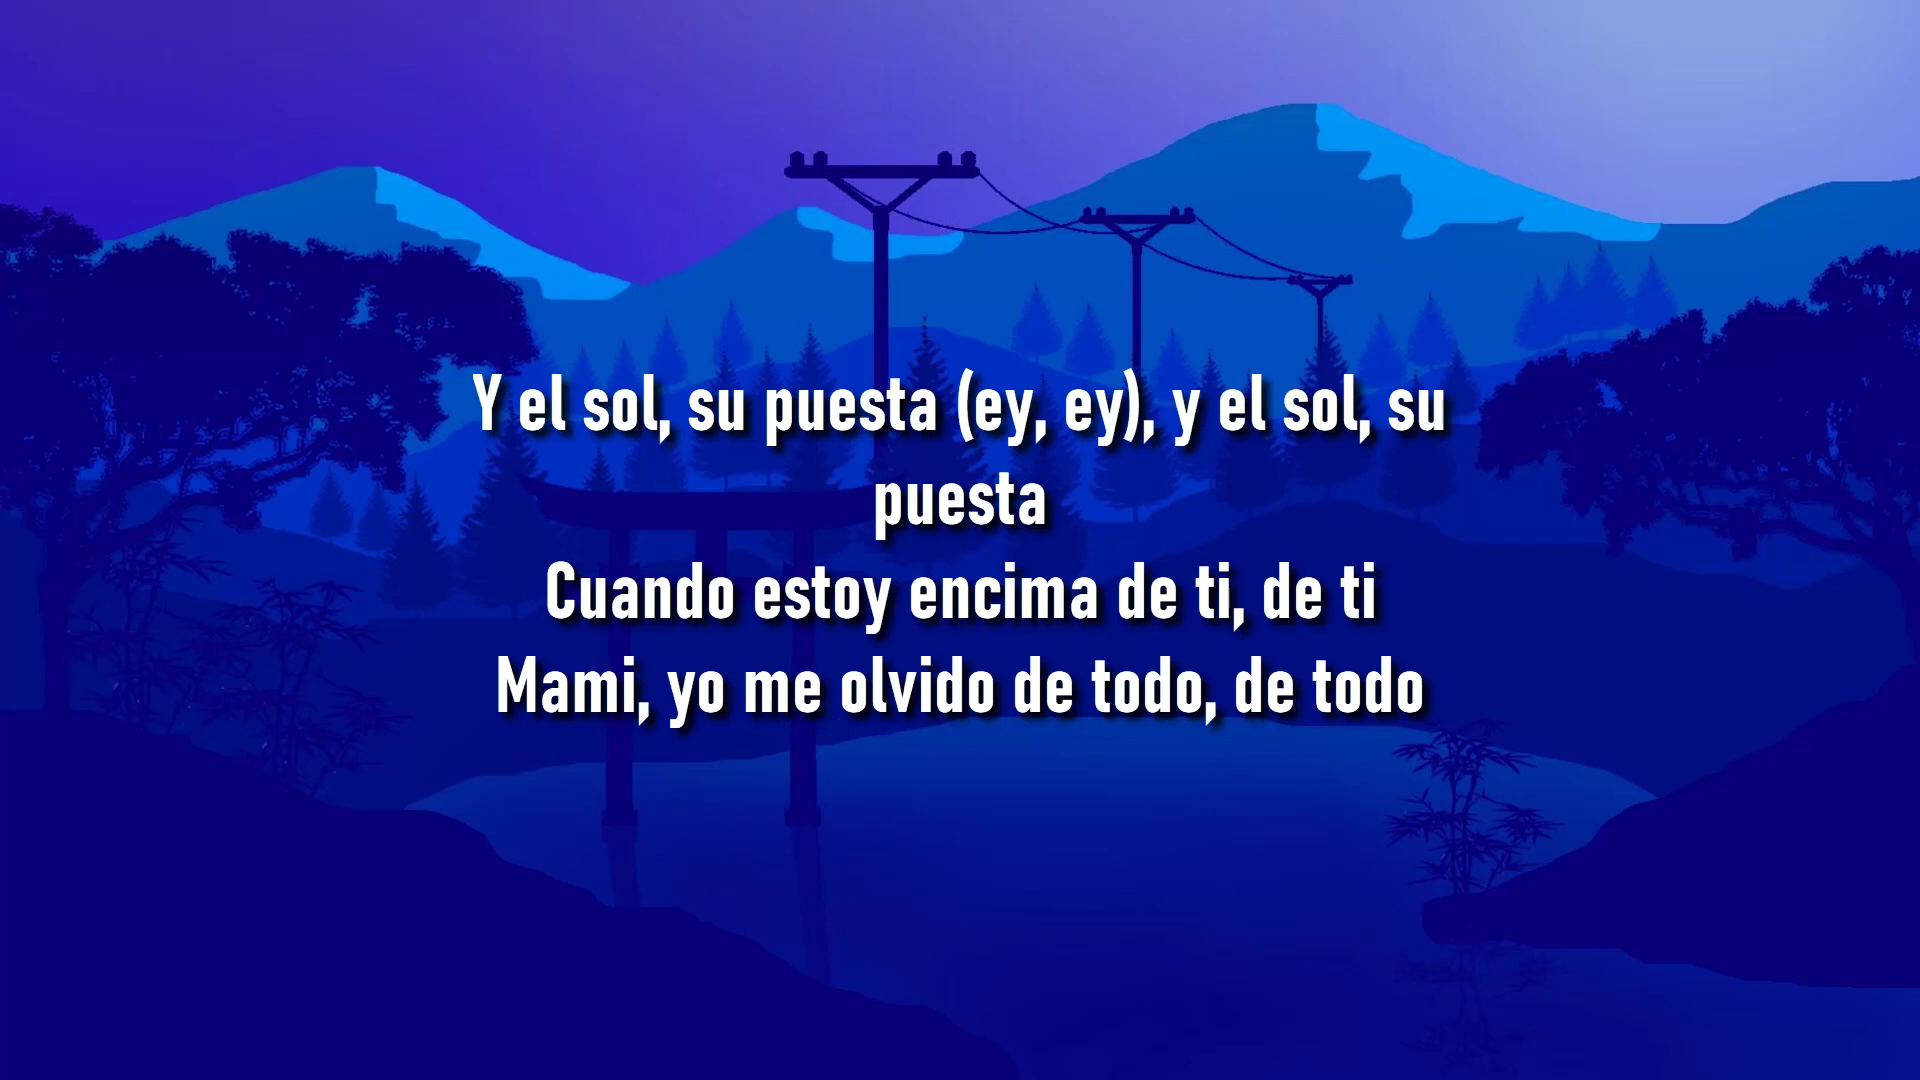 Y el sol, su puesta (ey, ey), y el sol, su
puesta
Cuando estoy encima de ti, de ti
Mami, yo me olvido de todo, de todo